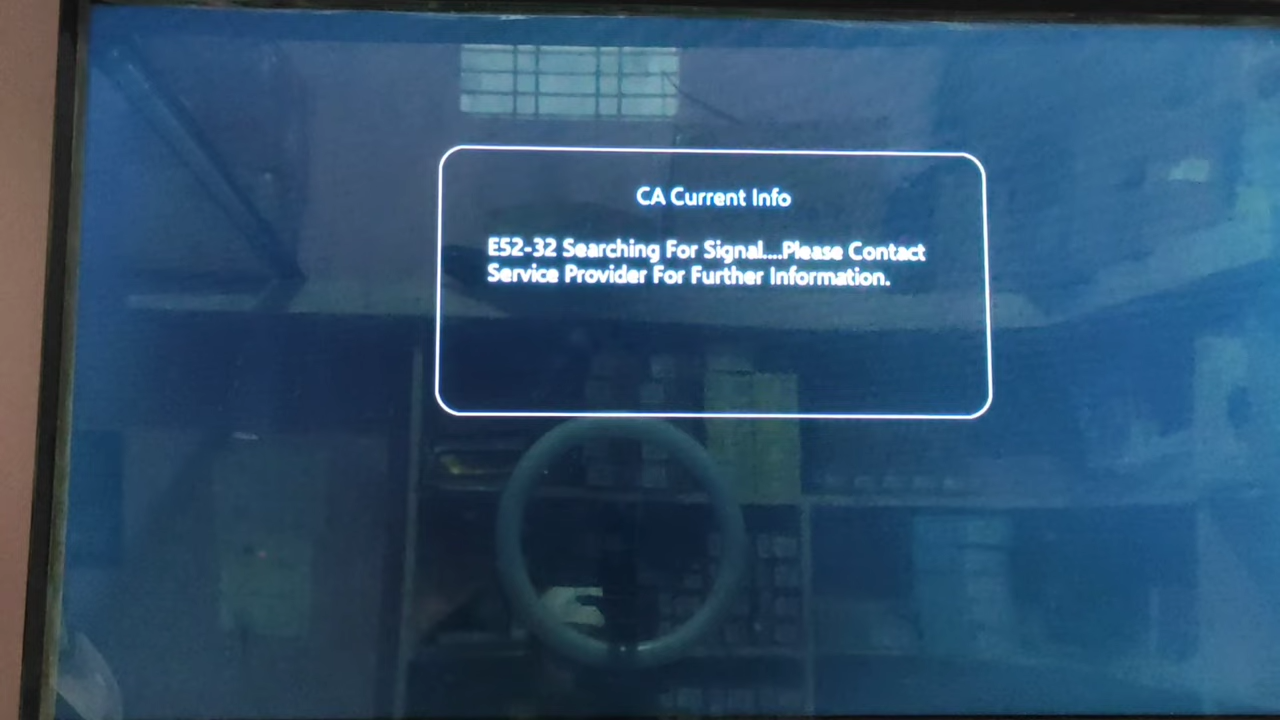 CA Current Info
E52-32 Searching For Signal....Please Contact
Service Provider For Further Information.